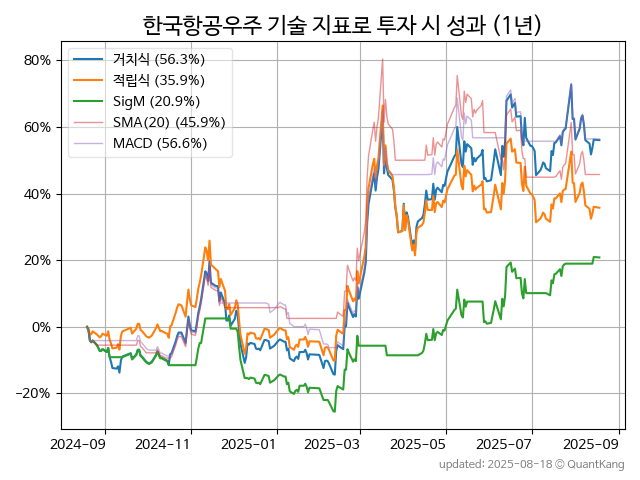 한국항공우주 기술 지표로 투자 시 성과 (1년)
거치식 (56.3%)
적립식 (35.9%)
SigM (20.9%)
SMA(20) (45.9%)
MACD (56.6%)
80%
60%
40%
20%
0%
−20%
2024-09 2024-11 2025-01 2025-03 2025-05 2025-07 2025-09
updated: 2025-08-18 © QuantKang